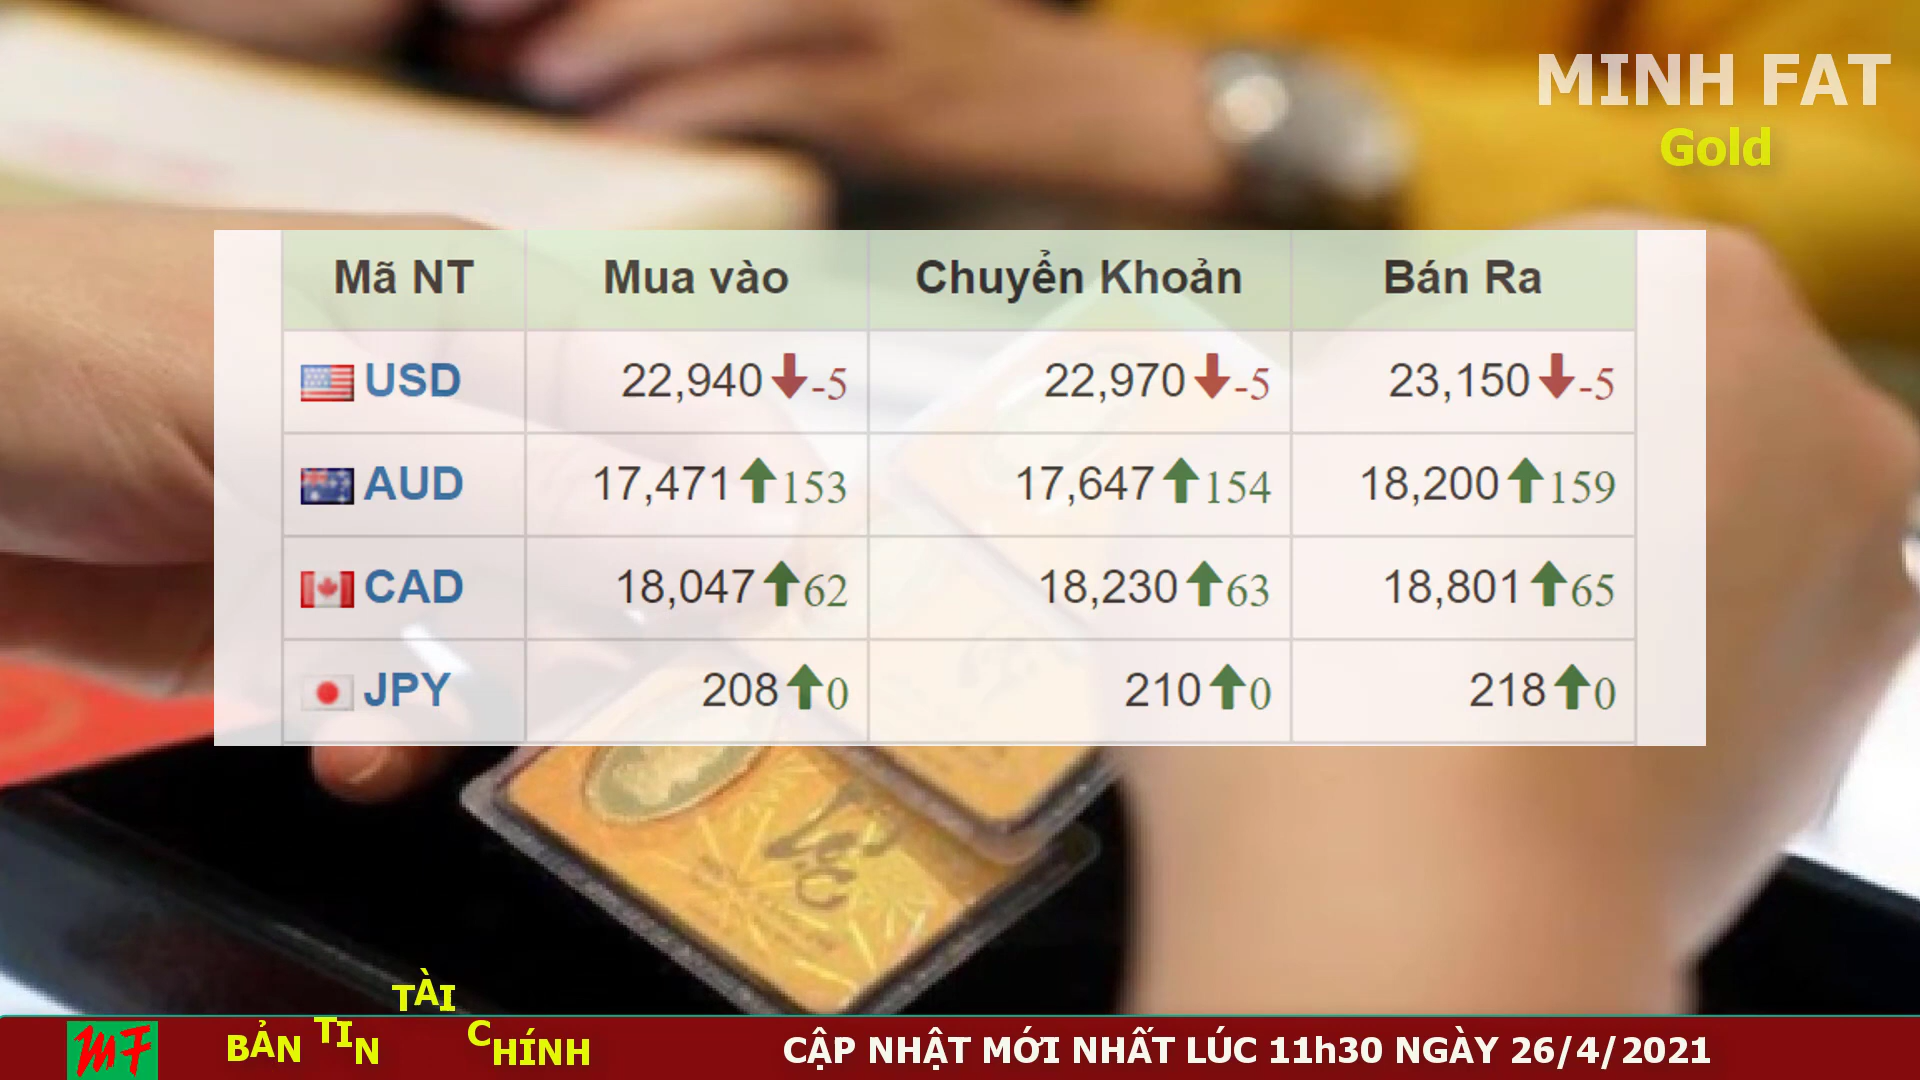 MINH FAT
Gold
Mã NT Mua vào Chuyển Khoản Bán Ra
USD 22,940 -5 22,970 -5 23,150 -5
AUD 17,471 153 17,647 154 18,200 159
CAD 18,047 62 18,230 63 18,801 65
JPY 208 0 210 0 218 0
MF BẢN TIN TÀI CHÍNH CẬP NHẬT MỚI NHẤT LÚC 11h30 NGÀY 26/4/2021